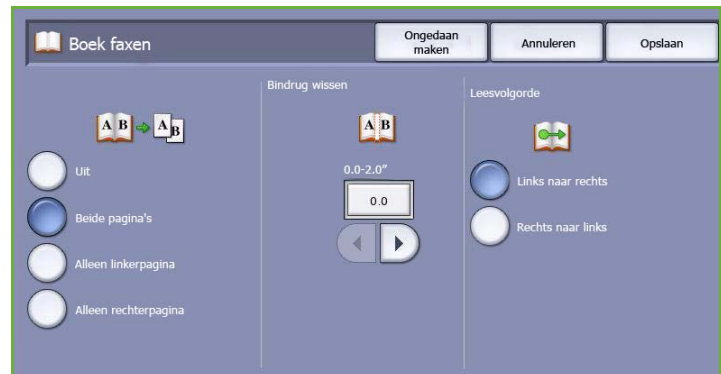 Boek faxen
Ongedaan
maken
Annuleren
Opslaan
A B A B
Uit
Beide pagina's
Alleen linkerpagina
Alleen rechterpagina
Bindrug wissen
A B
0.0-2.0"
0.0
Leesvolgorde
Links naar rechts
Rechts naar links